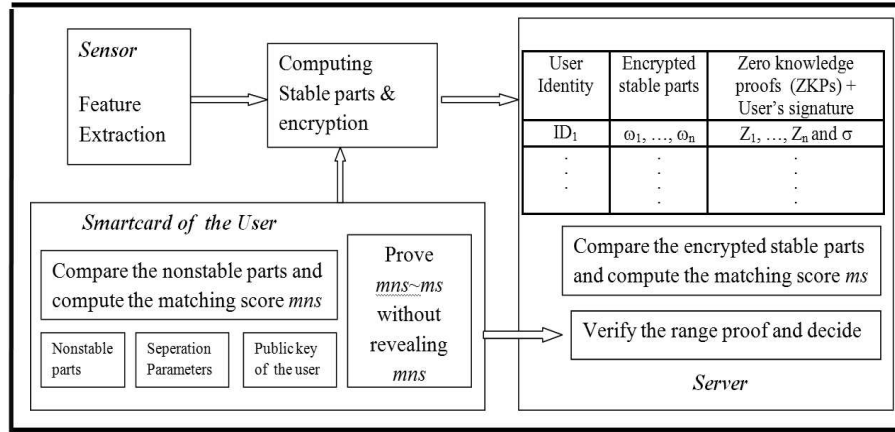 Sensor
Feature
Extraction
Computing
Stable parts &
encryption
User
Identity
Encrypted
stable parts
Zero knowledge
proofs (ZKPs) +
User's signature
ID₁
ω₁, …, ωₙ
Z₁, …, Zₙ and σ
Smartcard of the User
Compare the nonstable parts and
compute the matching score mns
Nonstable
parts
Seperation
Parameters
Public key
of the user
Prove
mns~ms
without
revealing
mns
Compare the encrypted stable parts
and compute the matching score ms
Verify the range proof and decide
Server